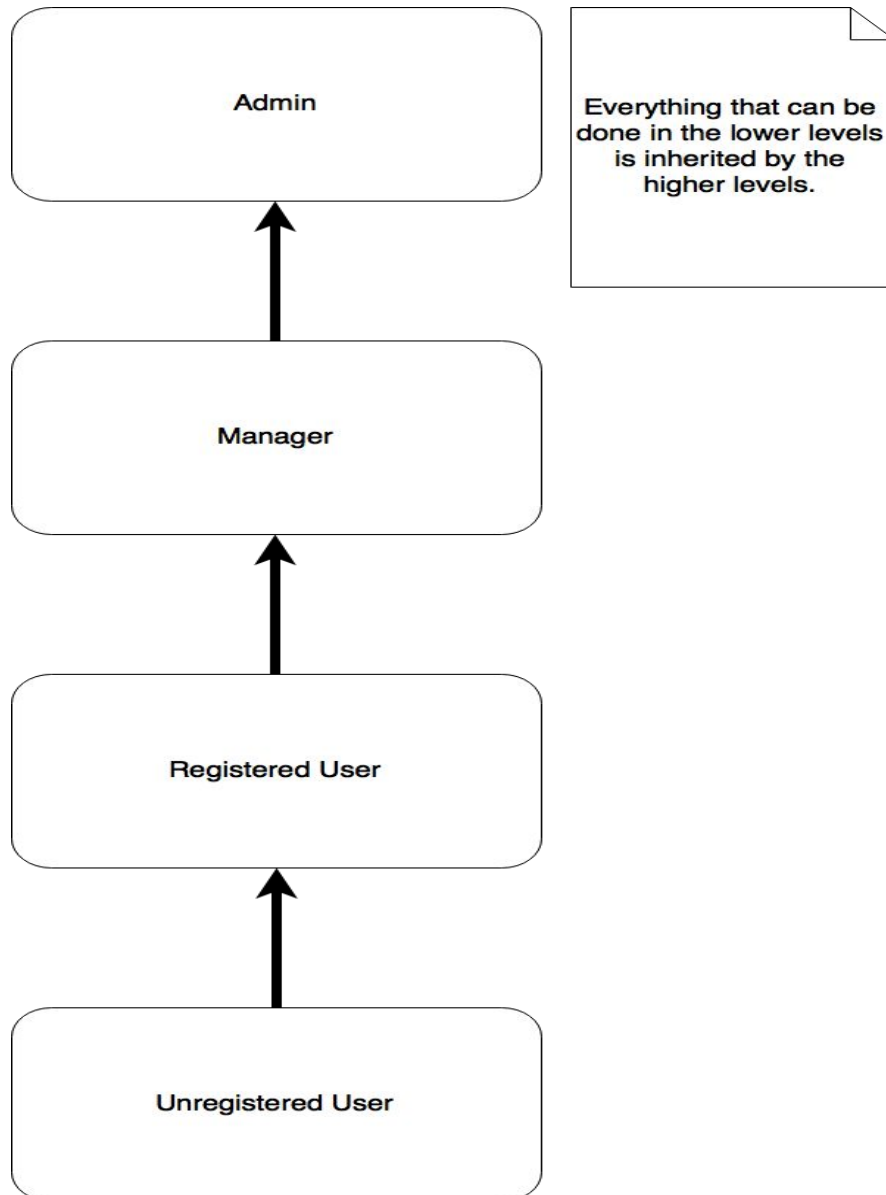 Admin
Everything that can be
done in the lower levels
is inherited by the
higher levels.
Manager
Registered User
Unregistered User